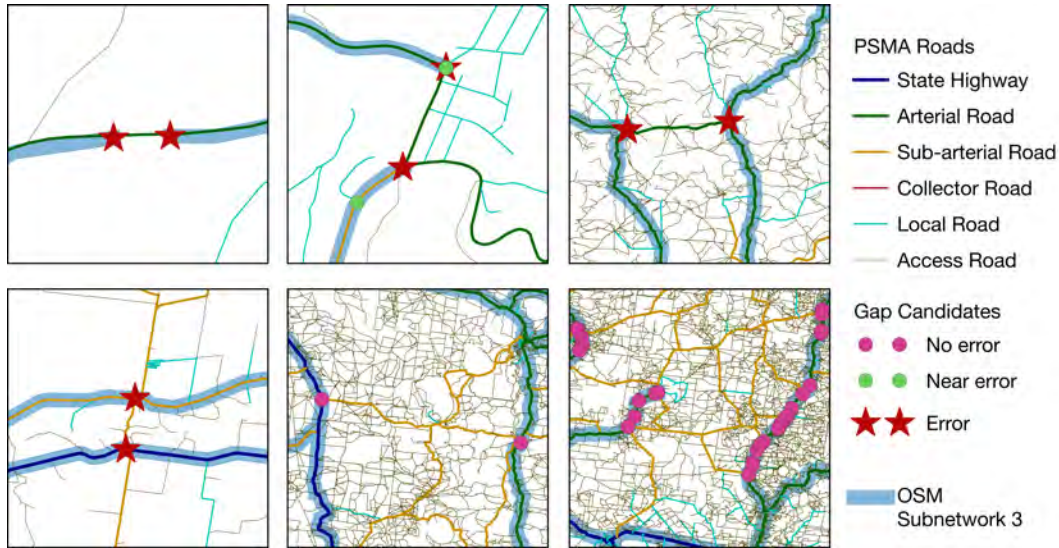 PSMA Roads
State Highway
Arterial Road
Sub-arterial Road
Collector Road
Local Road
Access Road
Gap Candidates
No error
Near error
Error
OSM
Subnetwork 3